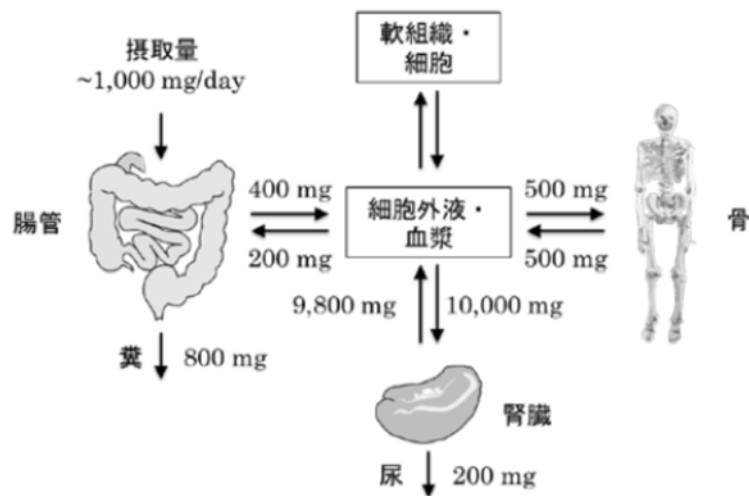 摂取量
~1,000 mg/day
軟組織・
細胞
腸管
400 mg
200 mg
細胞外液・
血漿
500 mg
500 mg
骨
9,800 mg
10,000 mg
糞
800 mg
腎臓
尿
200 mg